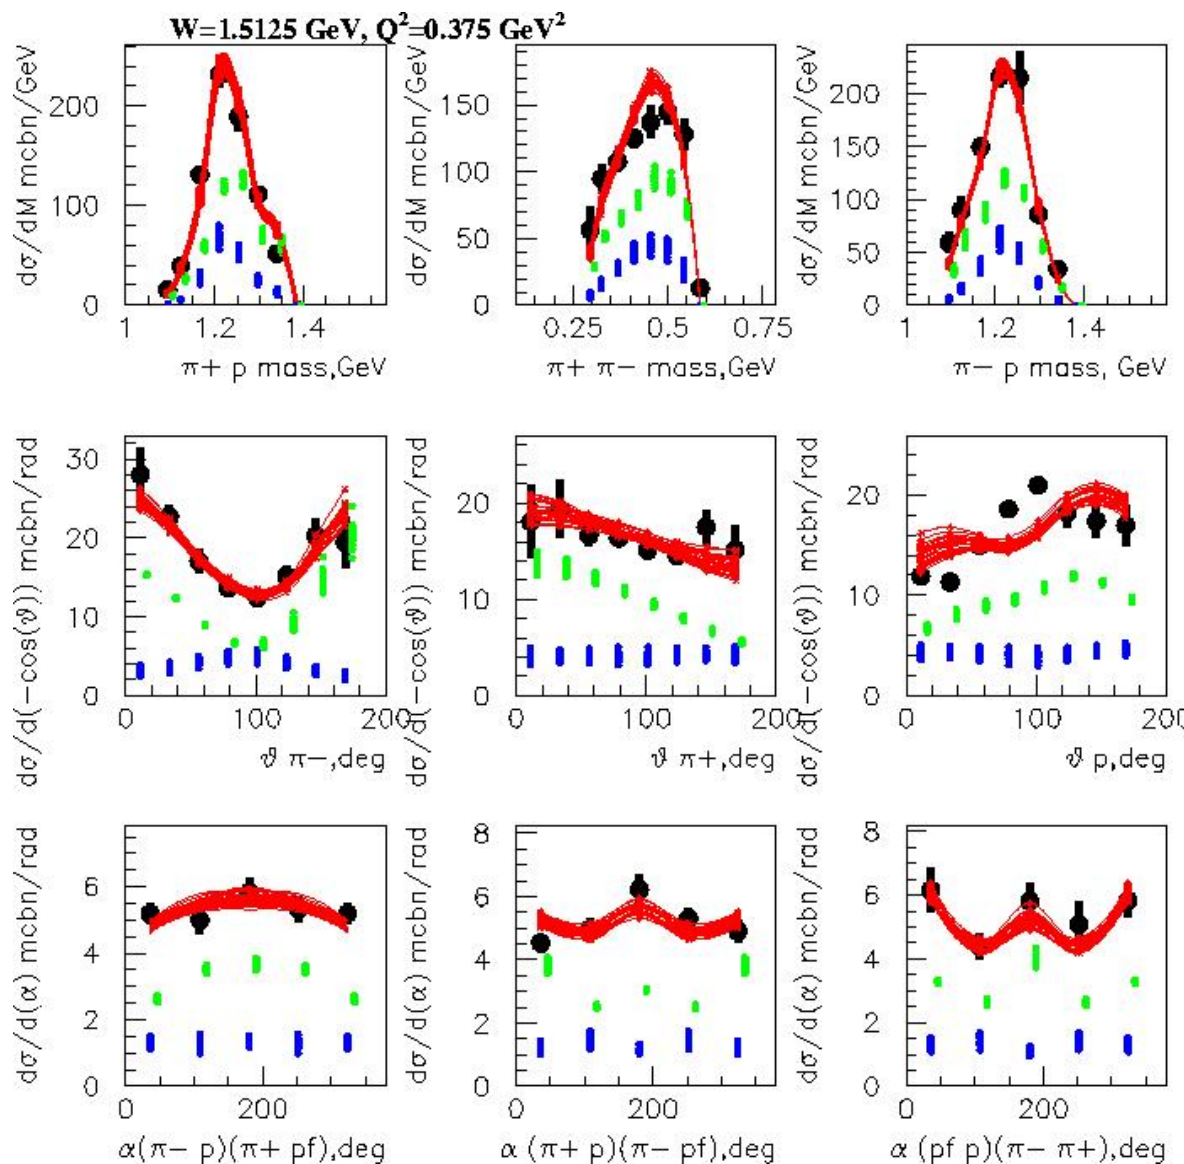 W=1.5125 GeV, Q²=0.375 GeV²
dσ/dM mcbn/GeV
200
100
0
1 1.2 1.4
π+ p mass,GeV
dσ/dM mcbn/GeV
150
100
50
0
0.25 0.5 0.75
π+ π− mass,GeV
dσ/dM mcbn/GeV
200
150
100
50
0
1 1.2 1.4
π− p mass, GeV
dσ/d(−cos(ϑ)) mcbn/rad
30
20
10
0
0 100 200
ϑ π−,deg
dσ/d(−cos(ϑ)) mcbn/rad
20
10
0
0 100 200
ϑ π+,deg
dσ/d(−cos(ϑ)) mcbn/rad
20
10
0
0 100 200
ϑ p,deg
dσ/d(α) mcbn/rad
6
4
2
0
0 200
α(π− p)(π+ pf),deg
dσ/d(α) mcbn/rad
8
6
4
2
0
0 200
α (π+ p)(π− pf),deg
dσ/d(α) mcbn/rad
8
6
4
2
0
0 200
α (pf p)(π− π+),deg